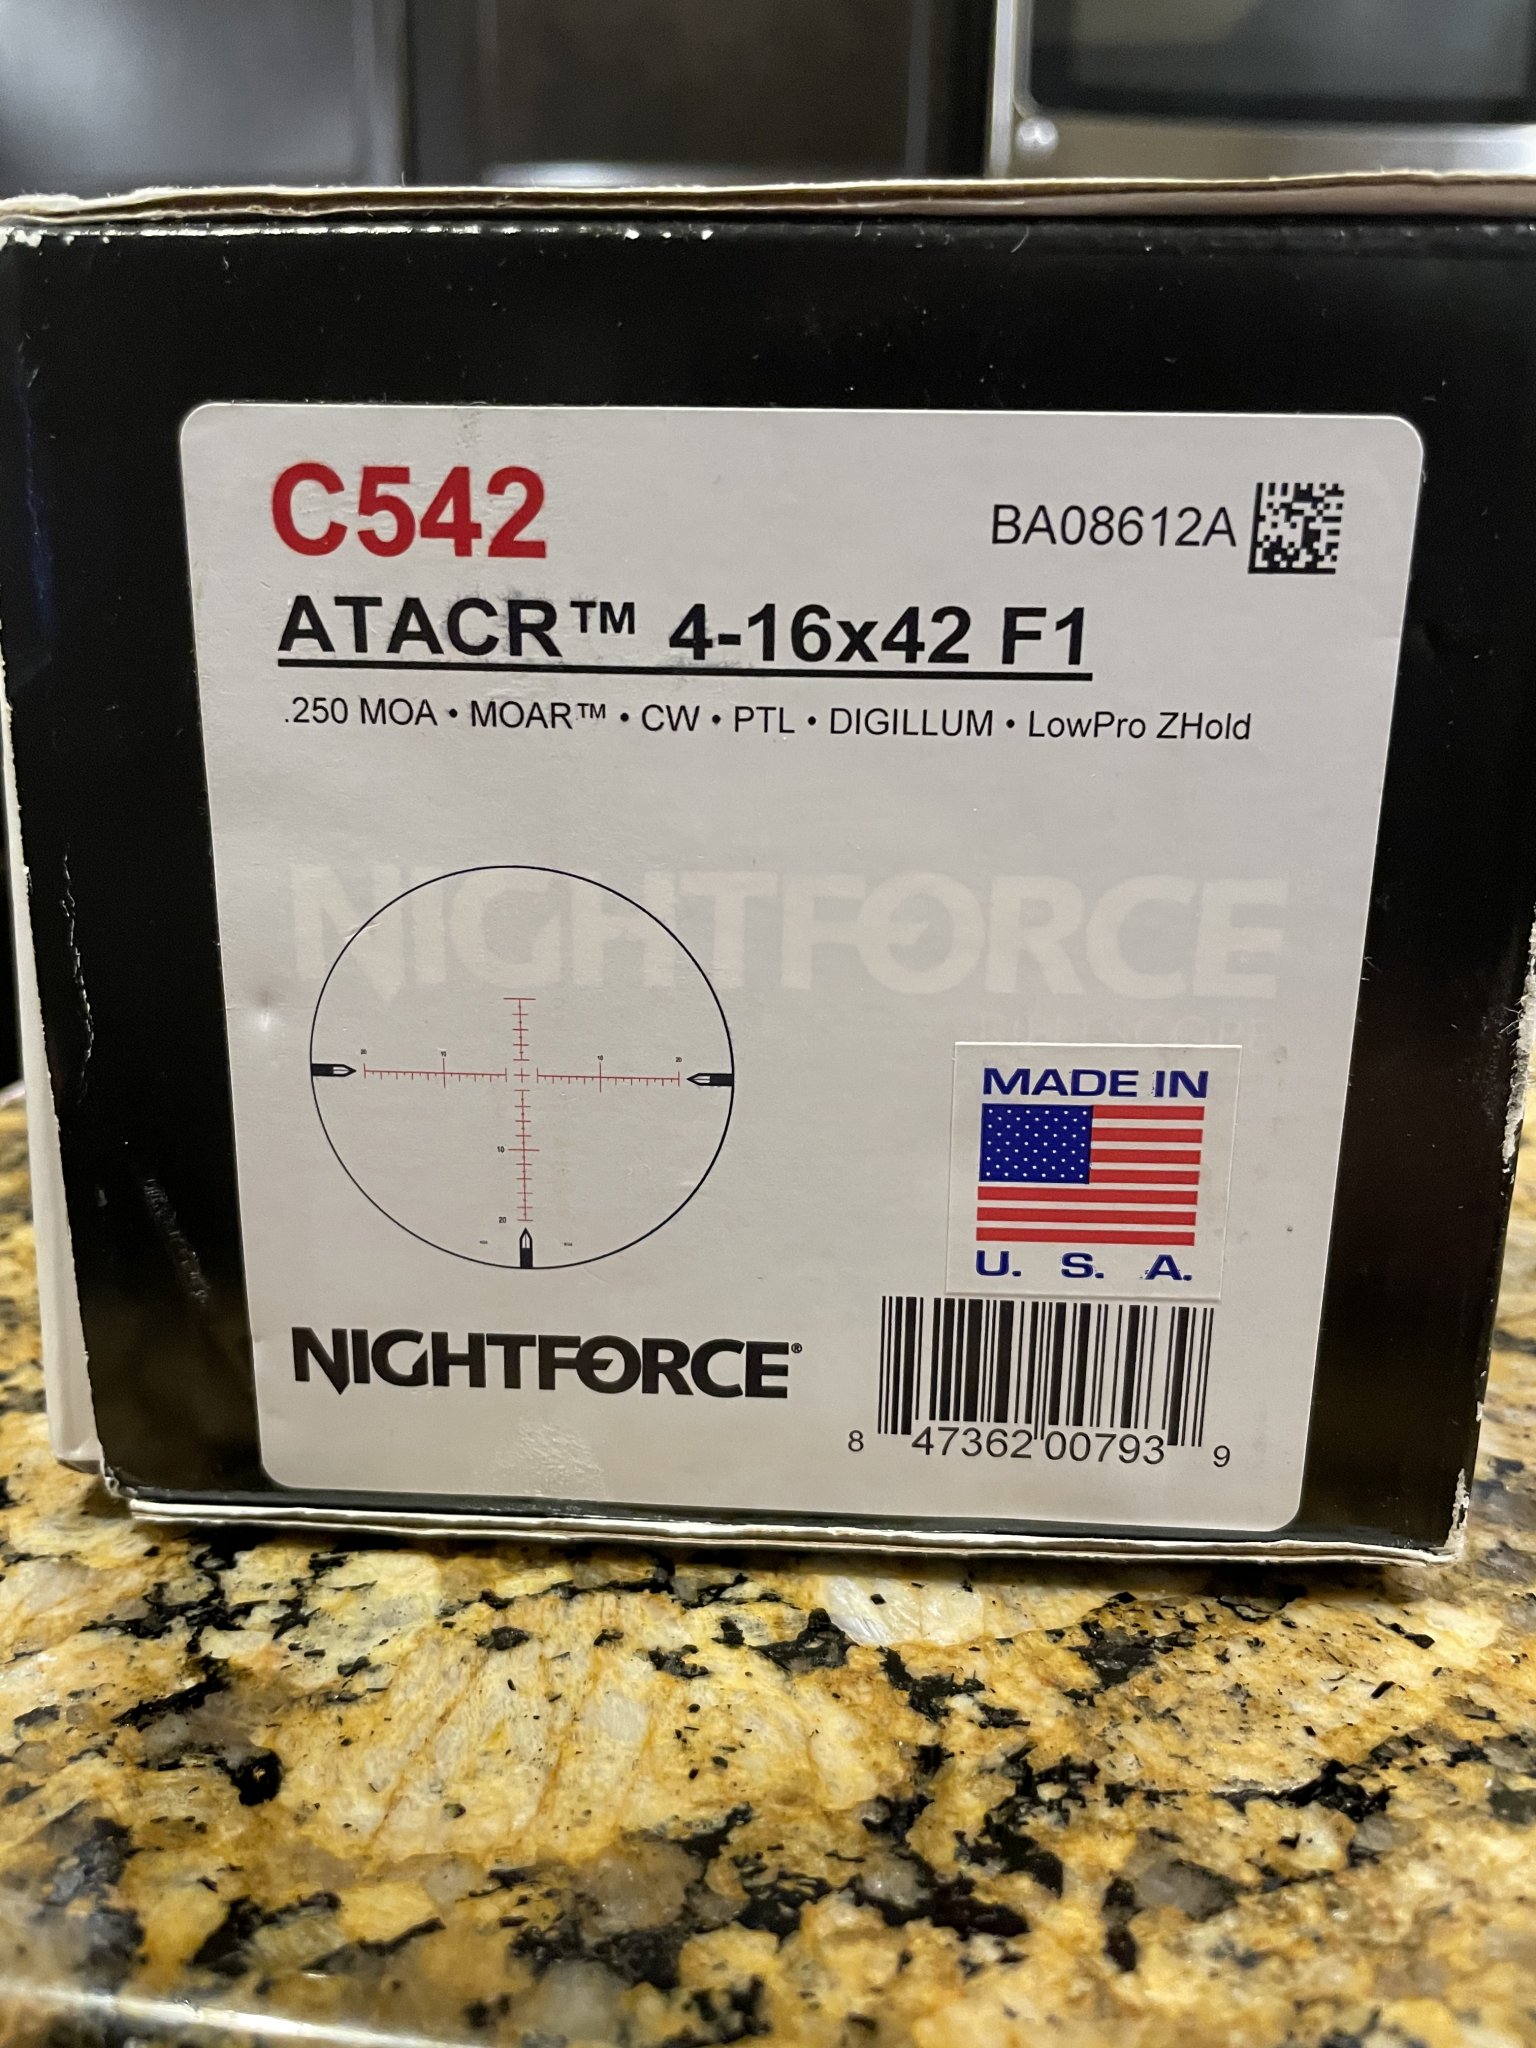 C542
BA08612A
ATACR™ 4-16x42 F1
.250 MOA • MOAR™ • CW • PTL • DIGILLUM • LowPro ZHold
NIGHTFORCE
20 10 10 20
10
20
MADE IN
U. S. A.
NIGHTFORCE®
8 47362 00793 9